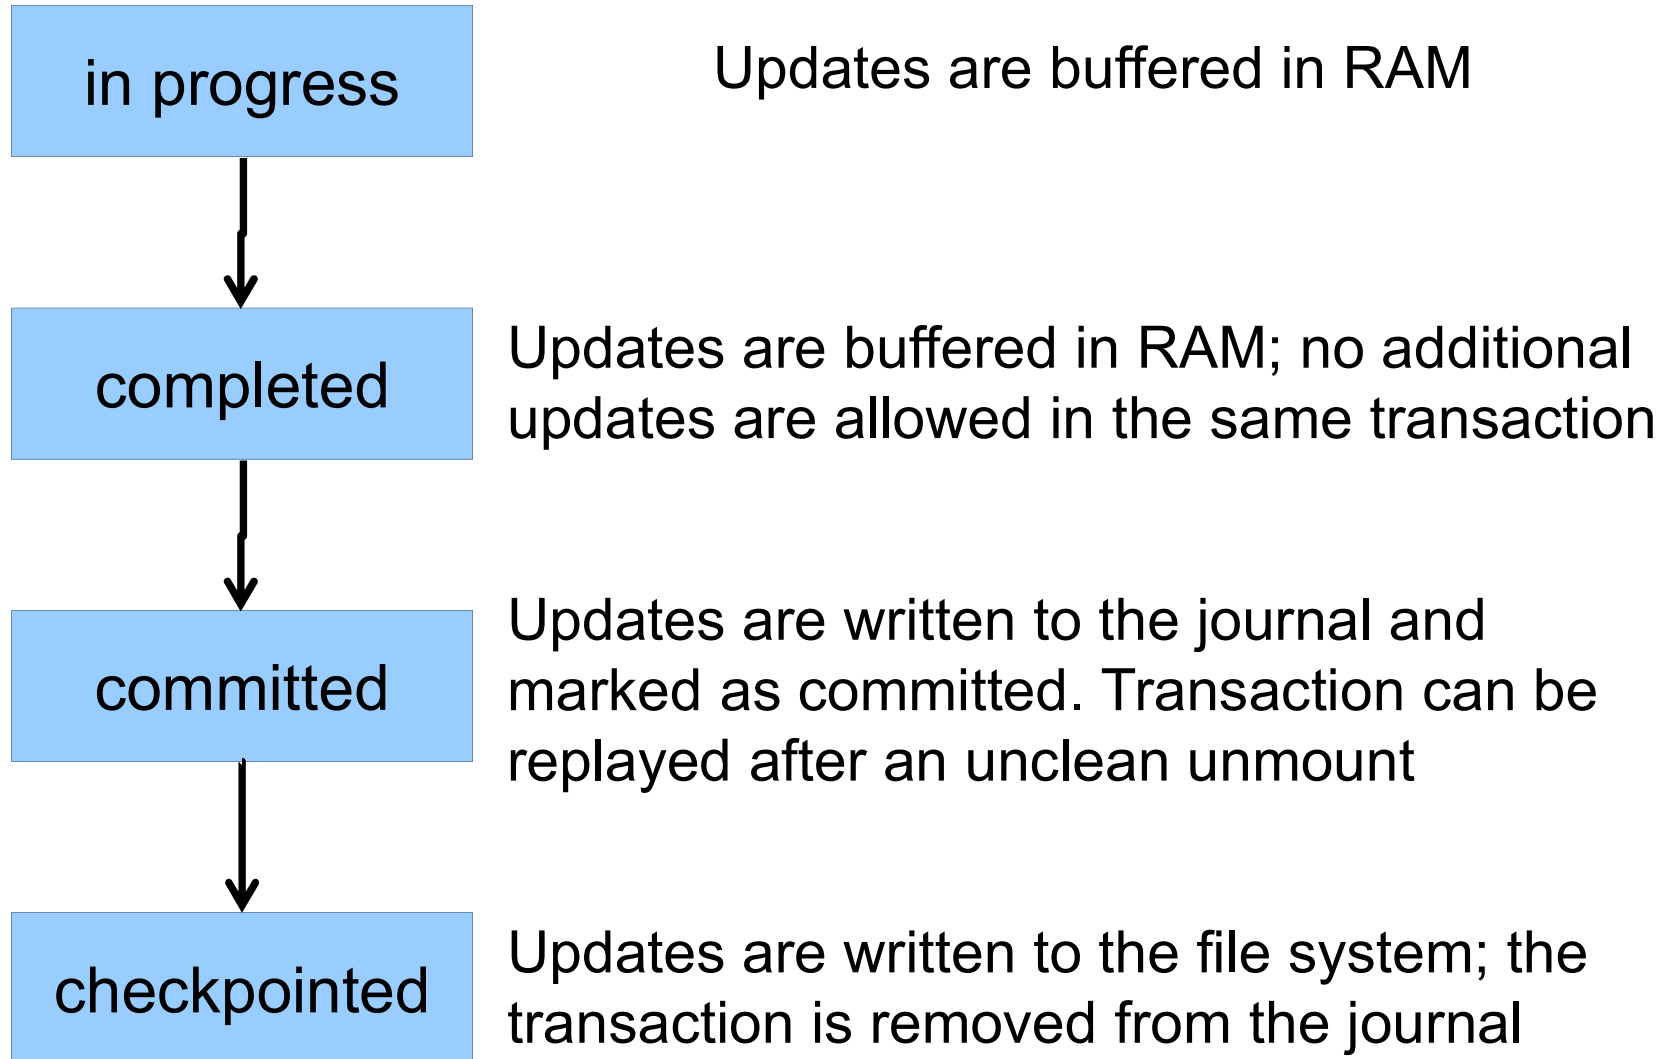 in progress
Updates are buffered in RAM
completed
Updates are buffered in RAM; no additional
updates are allowed in the same transaction
committed
Updates are written to the journal and
marked as committed. Transaction can be
replayed after an unclean unmount
checkpointed
Updates are written to the file system; the
transaction is removed from the journal